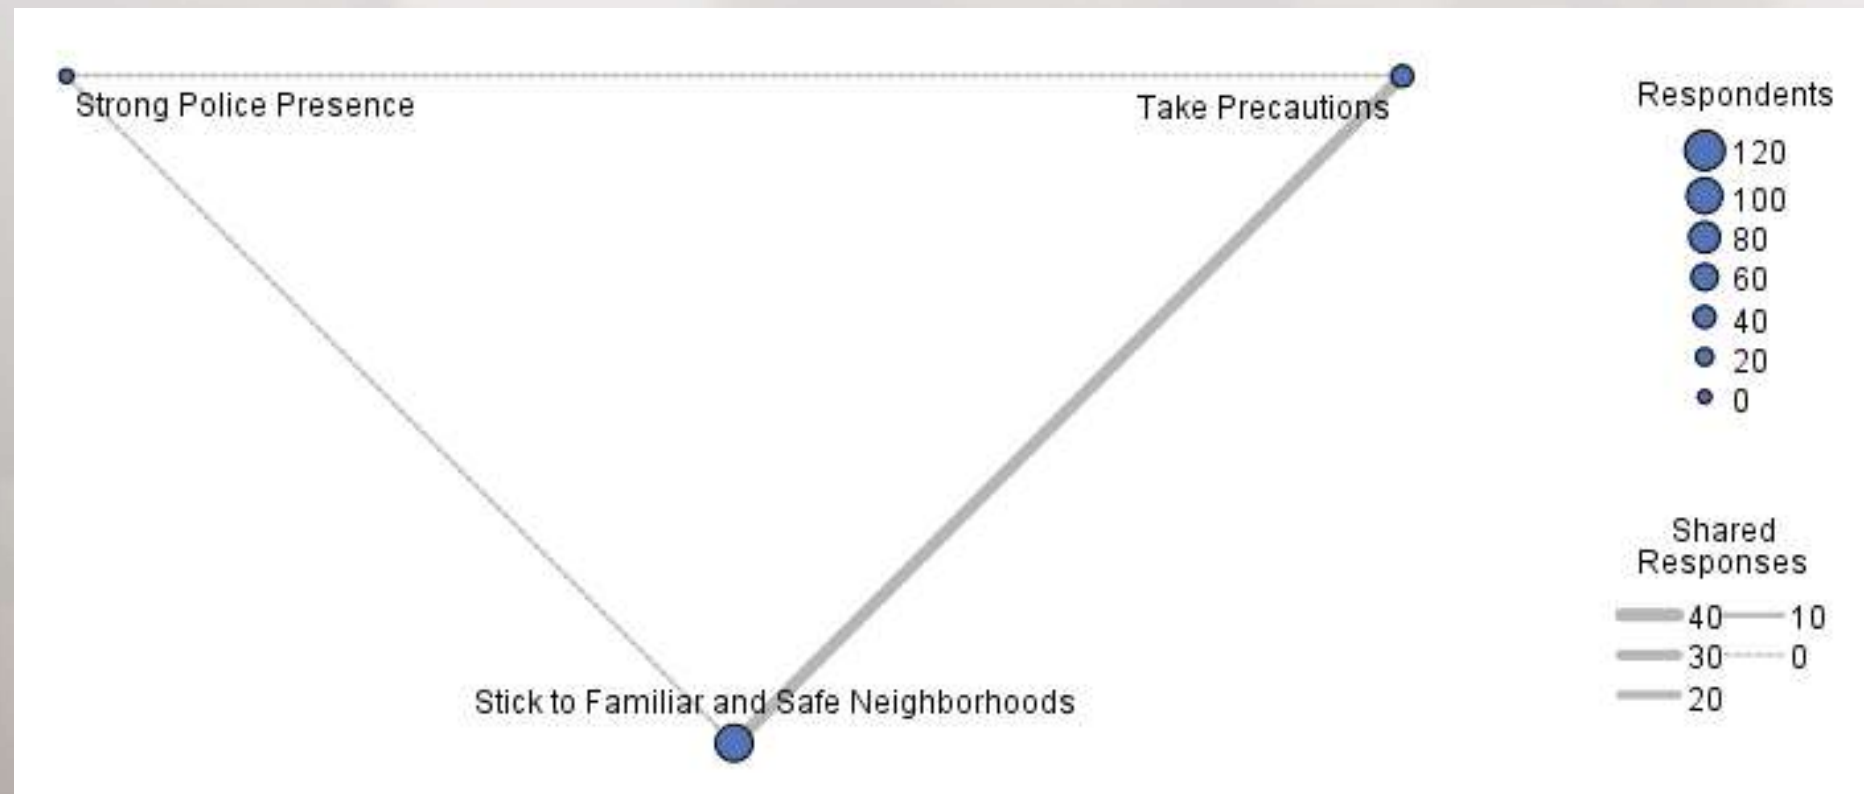 Strong Police Presence
Take Precautions
Stick to Familiar and Safe Neighborhoods
Respondents
120
100
80
60
40
20
0
Shared
Responses
40 10
30 0
20